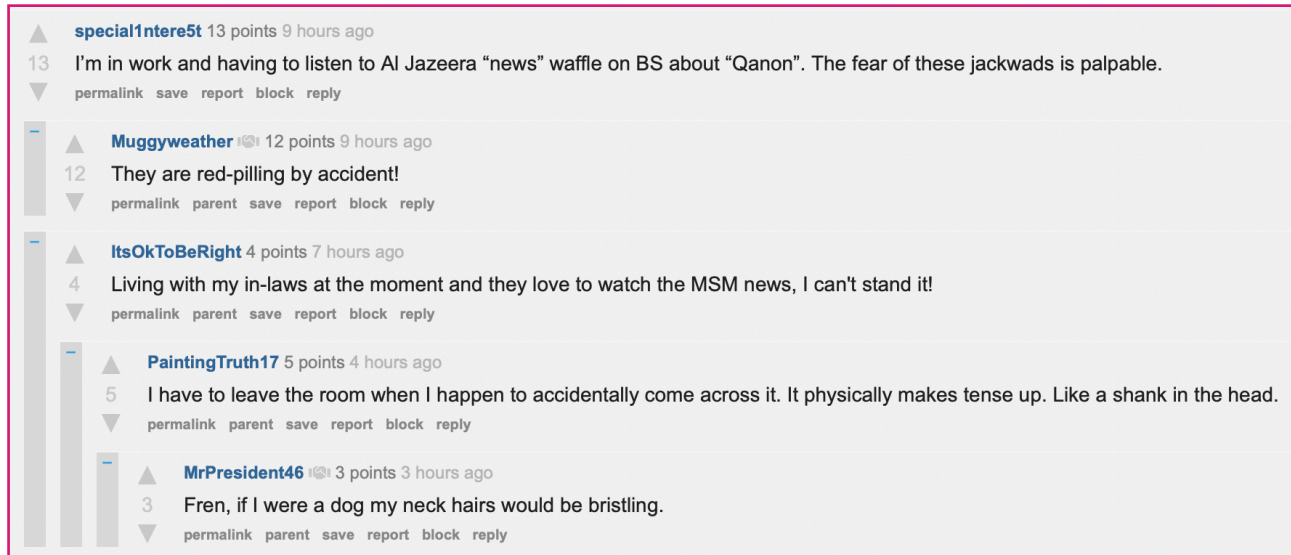 special1ntere5t 13 points 9 hours ago
13
I’m in work and having to listen to Al Jazeera “news” waffle on BS about “Qanon”. The fear of these jackwads is palpable.
permalink save report block reply
Muggyweather 12 points 9 hours ago
12
They are red-pilling by accident!
permalink parent save report block reply
ItsOkToBeRight 4 points 7 hours ago
4
Living with my in-laws at the moment and they love to watch the MSM news, I can't stand it!
permalink parent save report block reply
PaintingTruth17 5 points 4 hours ago
5
I have to leave the room when I happen to accidentally come across it. It physically makes tense up. Like a shank in the head.
permalink parent save report block reply
MrPresident46 3 points 3 hours ago
3
Fren, if I were a dog my neck hairs would be bristling.
permalink parent save report block reply